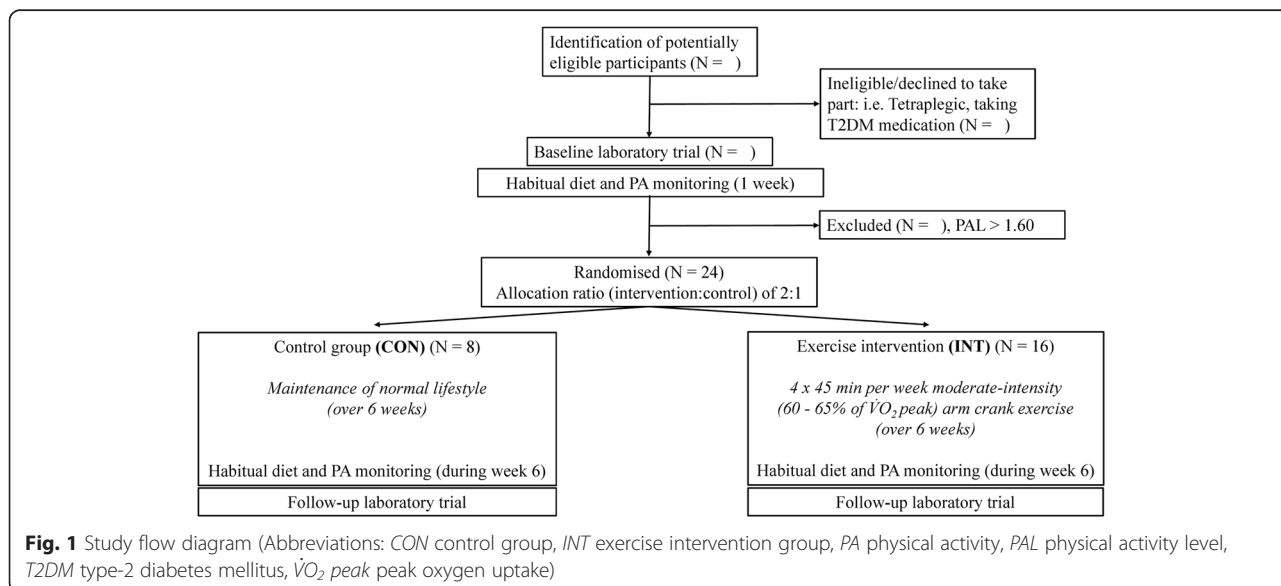 Identification of potentially
eligible participants (N =   )
Ineligible/declined to take
part: i.e. Tetraplegic, taking
T2DM medication (N =   )
Baseline laboratory trial (N =   )
Habitual diet and PA monitoring (1 week)
Excluded (N =   ), PAL > 1.60
Randomised (N = 24)
Allocation ratio (intervention:control) of 2:1
Control group (CON) (N = 8)
Maintenance of normal lifestyle
(over 6 weeks)
Habitual diet and PA monitoring (during week 6)
Follow-up laboratory trial
Exercise intervention (INT) (N = 16)
4 x 45 min per week moderate-intensity
(60 - 65% of V̇O₂ peak) arm crank exercise
(over 6 weeks)
Habitual diet and PA monitoring (during week 6)
Follow-up laboratory trial
Fig. 1 Study flow diagram (Abbreviations: CON control group, INT exercise intervention group, PA physical activity, PAL physical activity level,
T2DM type-2 diabetes mellitus, V̇O₂ peak peak oxygen uptake)